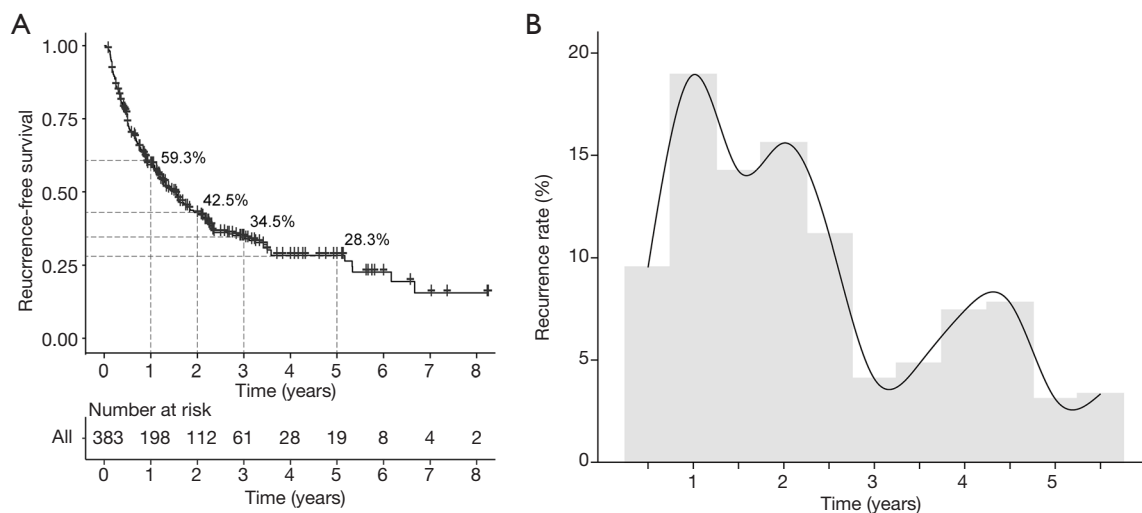 A
Reucrrence-free survival
1.00
0.75
0.50
0.25
0.00
59.3%
42.5%
34.5%
28.3%
0 1 2 3 4 5 6 7 8
Time (years)
Number at risk
All 383 198 112 61 28 19 8 4 2
0 1 2 3 4 5 6 7 8
Time (years)
B
Recurrence rate (%)
20
15
10
5
0
1 2 3 4 5
Time (years)